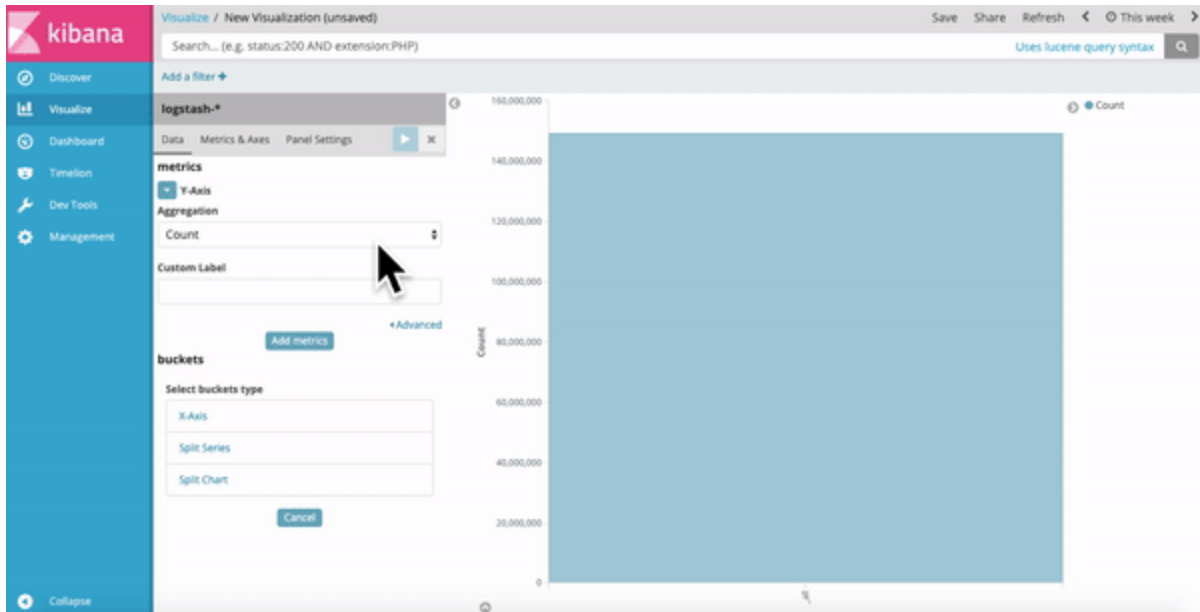 kibana
Discover
Visualize
Dashboard
Timelion
Dev Tools
Management
Collapse
Visualize / New Visualization (unsaved)
Save Share Refresh This week
Search... (e.g. status:200 AND extension:PHP)
Uses lucene query syntax
Add a filter +
logstash-*
Data Metrics & Axes Panel Settings
metrics
Y-Axis
Aggregation
Count
Custom Label
Advanced
Add metrics
buckets
Select buckets type
X-Axis
Split Series
Split Chart
Cancel
160,000,000
140,000,000
120,000,000
100,000,000
80,000,000
60,000,000
40,000,000
20,000,000
0
Count
Count